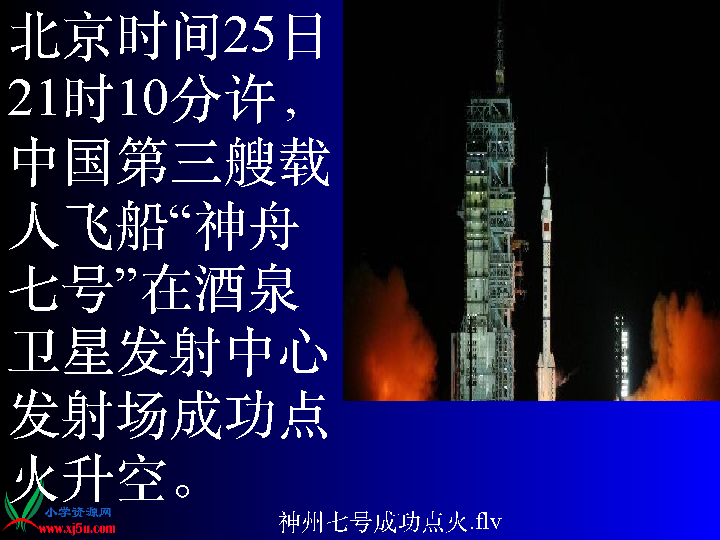 北京时间25日
21时10分许，
中国第三艘载
人飞船“神舟
七号”在酒泉
卫星发射中心
发射场成功点
火升空。
小学资源网
www.xj5u.com
神州七号成功点火.flv